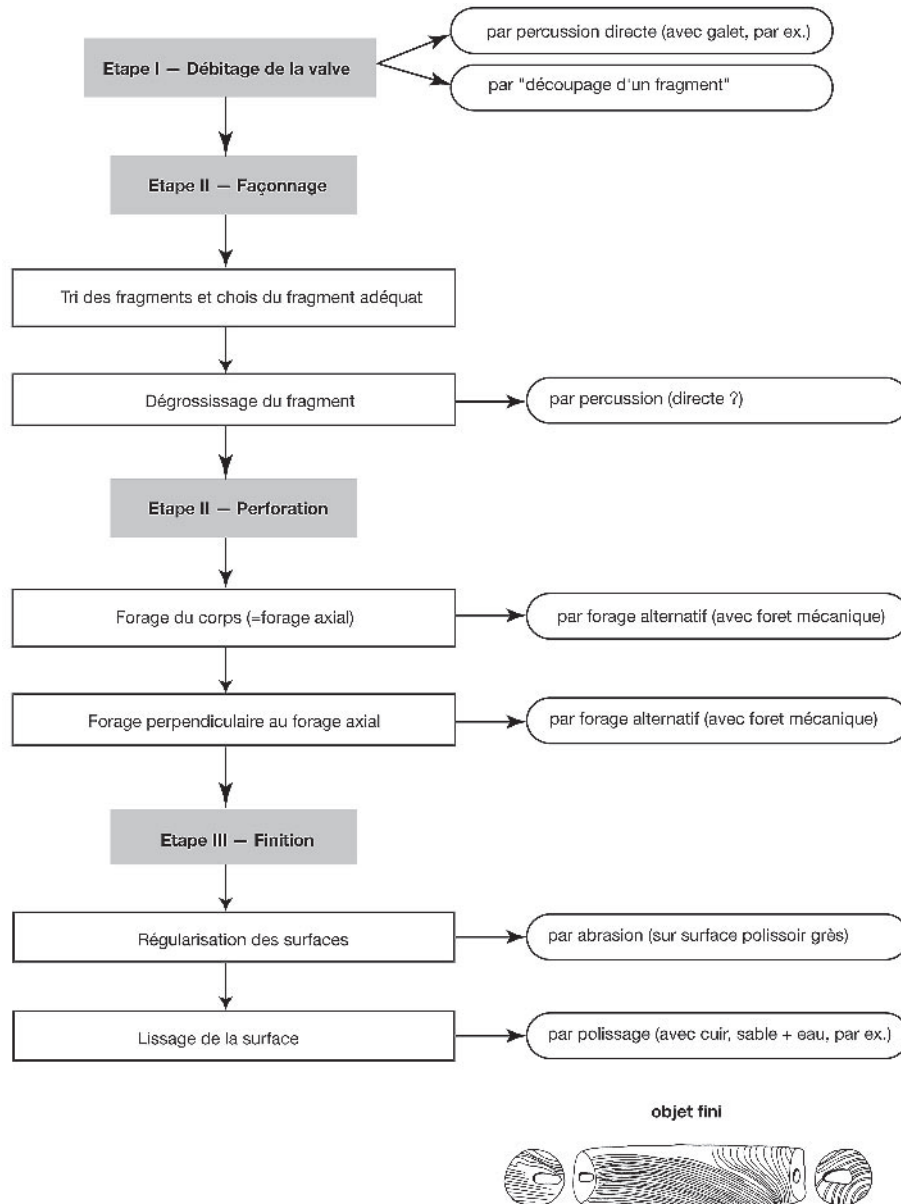 par percussion directe (avec galet, par ex.)
Etape I — Débitage de la valve
par "découpage d'un fragment"
Etape II — Façonnage
Tri des fragments et chois du fragment adéquat
Dégrossissage du fragment
par percussion (directe ?)
Etape II — Perforation
Forage du corps (=forage axial)
par forage alternatif (avec foret mécanique)
Forage perpendiculaire au forage axial
par forage alternatif (avec foret mécanique)
Etape III — Finition
Régularisation des surfaces
par abrasion (sur surface polissoir grès)
Lissage de la surface
par polissage (avec cuir, sable + eau, par ex.)
objet fini